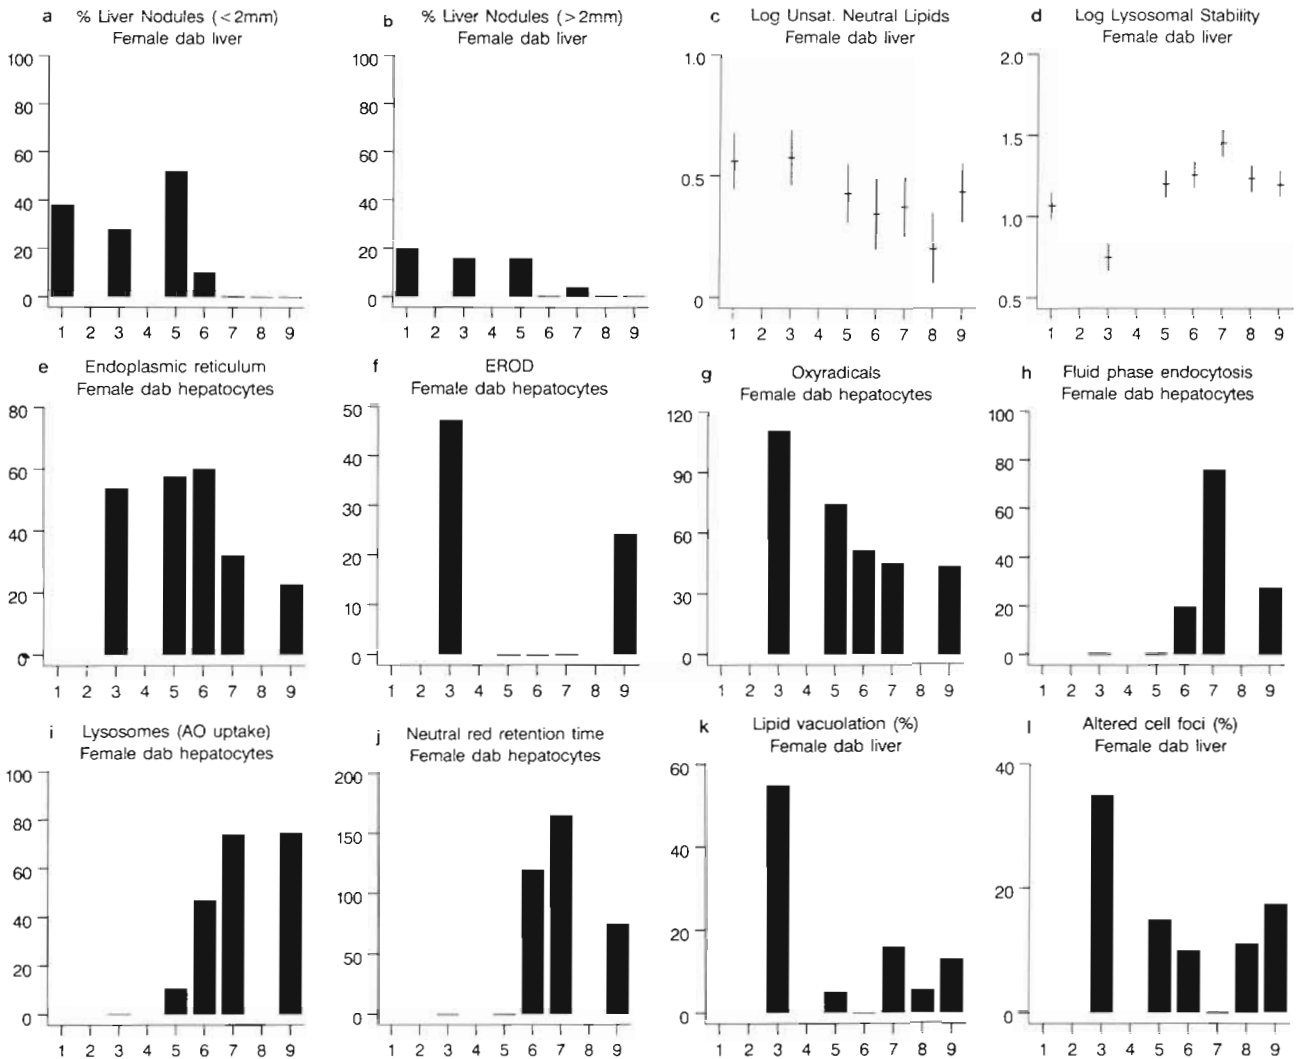 a % Liver Nodules (<2mm)
Female dab liver
100
80
60
40
20
0
1 2 3 4 5 6 7 8 9
b % Liver Nodules (>2mm)
Female dab liver
100
80
60
40
20
0
1 2 3 4 5 6 7 8 9
c Log Unsat. Neutral Lipids
Female dab liver
1.0
0.5
0
1 2 3 4 5 6 7 8 9
d Log Lysosomal Stability
Female dab liver
2.0
1.5
1.0
0.5
1 2 3 4 5 6 7 8 9
e Endoplasmic reticulum
Female dab hepatocytes
80
60
40
20
0
1 2 3 4 5 6 7 8 9
f EROD
Female dab hepatocytes
50
40
30
20
10
0
1 2 3 4 5 6 7 8 9
g Oxyradicals
Female dab hepatocytes
120
90
60
30
0
1 2 3 4 5 6 7 8 9
h Fluid phase endocytosis
Female dab hepatocytes
100
80
60
40
20
0
1 2 3 4 5 6 7 8 9
i Lysosomes (AO uptake)
Female dab hepatocytes
100
80
60
40
20
0
1 2 3 4 5 6 7 8 9
j Neutral red retention time
Female dab hepatocytes
200
150
100
50
0
1 2 3 4 5 6 7 8 9
k Lipid vacuolation (%)
Female dab liver
60
40
20
0
1 2 3 4 5 6 7 8 9
l Altered cell foci (%)
Female dab liver
40
20
0
1 2 3 4 5 6 7 8 9